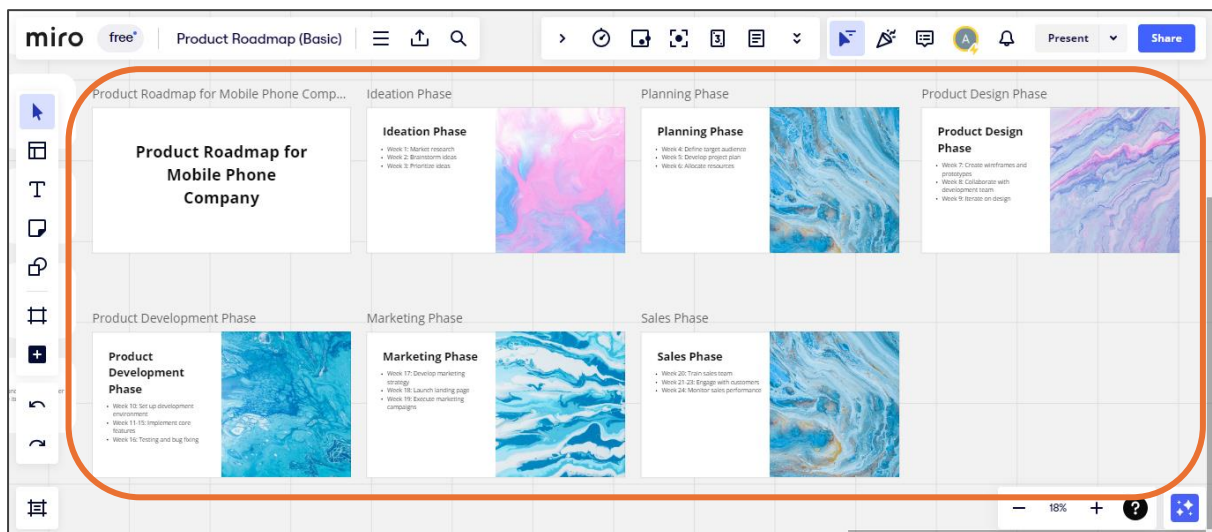 miro free Product Roadmap (Basic) Present Share
Product Roadmap for Mobile Phone Comp...
Product Roadmap for
Mobile Phone
Company
Ideation Phase
Ideation Phase
• Week 1: Market research
• Week 2: Brainstorm ideas
• Week 3: Prioritize ideas
Planning Phase
Planning Phase
• Week 4: Define target audience
• Week 5: Develop project plan
• Week 6: Allocate resources
Product Design Phase
Product Design
Phase
• Week 7: Create wireframes and
prototypes
• Week 8: Collaborate with
development team
• Week 9: Iterate on design
Product Development Phase
Product
Development
Phase
• Week 10: Set up development
environment
• Week 11-15: Implement core
features
• Week 16: Testing and bug fixing
Marketing Phase
Marketing Phase
• Week 17: Develop marketing
strategy
• Week 18: Launch landing page
• Week 19: Execute marketing
campaigns
Sales Phase
Sales Phase
• Week 20: Train sales team
• Week 21-23: Engage with customers
• Week 24: Monitor sales performance
18%